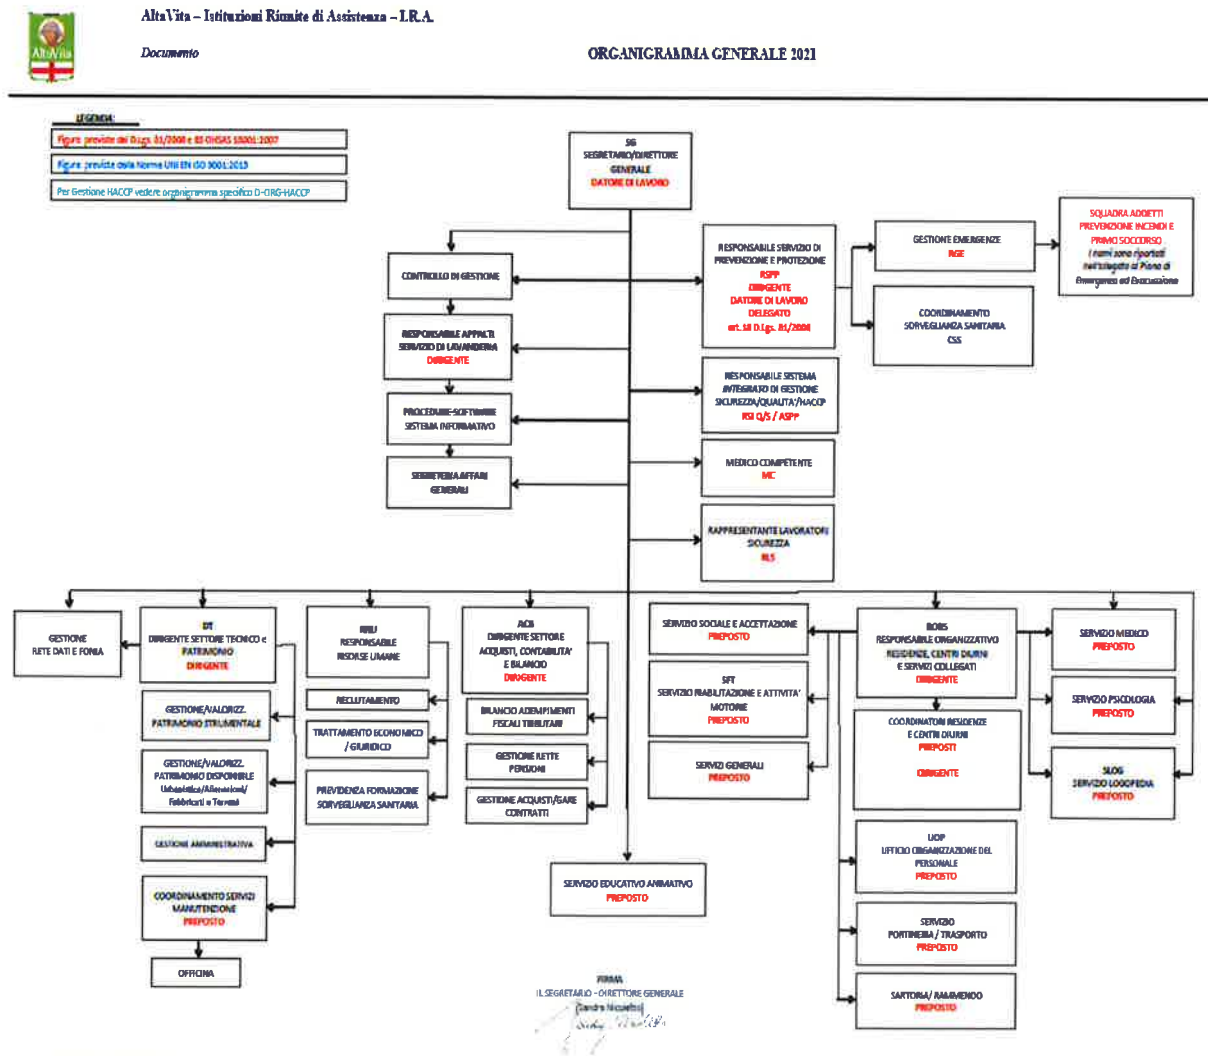 AltaVita – Istituzioni Riunite di Assistenza – I.R.A.
AltaVita
Documento
ORGANIGRAMMA GENERALE 2021
LEGENDA:
Figure previste dal D.Lgs. 81/2008 e BS OHSAS 18001:2007
Figure previste dalla Norma UNI EN ISO 9001:2015
Per Gestione HACCP vedere organigramma specifico D-ORG-HACCP
SG
SEGRETARIO/DIRETTORE
GENERALE
DATORE DI LAVORO
CONTROLLO DI GESTIONE
RESPONSABILE APPALTI
SERVIZIO DI LAVANDERIA
DIRIGENTE
PROCEDURE-SOFTWARE
SISTEMA INFORMATIVO
SEGRETERIA AFFARI
GENERALI
RESPONSABILE SERVIZIO DI
PREVENZIONE E PROTEZIONE
RSPP
DIRIGENTE
DATORE DI LAVORO
DELEGATO
art. 16 D.Lgs. 81/2008
GESTIONE EMERGENZE
RGE
SQUADRA ADDETTI
PREVENZIONE INCENDI E
PRIMO SOCCORSO
I nomi sono riportati
nell'allegato al Piano di
Emergenza ed Evacuazione
COORDINAMENTO
SORVEGLIANZA SANITARIA
CSS
RESPONSABILE SISTEMA
INTEGRATO DI GESTIONE
SICUREZZA/QUALITA'/HACCP
RSI Q/S / ASPP
MEDICO COMPETENTE
MC
RAPPRESENTANTE LAVORATORI
SICUREZZA
RLS
GESTIONE
RETE DATI E FONIA
DT
DIRIGENTE SETTORE TECNICO e
PATRIMONIO
DIRIGENTE
GESTIONE/VALORIZZ.
PATRIMONIO STRUMENTALE
GESTIONE/VALORIZZ.
PATRIMONIO DISPONIBILE
Urbanistica/Alienazioni/
Fabbricati e Terreni
GESTIONE AMMINISTRATIVA
COORDINAMENTO SERVIZI
MANUTENZIONE
PREPOSTO
OFFICINA
RRU
RESPONSABILE
RISORSE UMANE
RECLUTAMENTO
TRATTAMENTO ECONOMICO
/ GIURIDICO
PREVIDENZA FORMAZIONE
SORVEGLIANZA SANITARIA
ACB
DIRIGENTE SETTORE
ACQUISTI, CONTABILITA'
E BILANCIO
DIRIGENTE
BILANCIO ADEMPIMENTI
FISCALI TRIBUTARI
GESTIONE RETTE
PENSIONI
GESTIONE ACQUISTI/GARE
CONTRATTI
SERVIZIO EDUCATIVO ANIMATIVO
PREPOSTO
SERVIZIO SOCIALE E ACCETTAZIONE
PREPOSTO
SFT
SERVIZIO RIABILITAZIONE E ATTIVITA'
MOTORIE
PREPOSTO
SERVIZI GENERALI
PREPOSTO
RORS
RESPONSABILE ORGANIZZATIVO
RESIDENZE, CENTRI DIURNI
E SERVIZI COLLEGATI
DIRIGENTE
COORDINATORI RESIDENZE
E CENTRI DIURNI
PREPOSTI
DIRIGENTE
UOP
UFFICIO ORGANIZZAZIONE DEL
PERSONALE
PREPOSTO
SERVIZIO
PORTINERIA / TRASPORTO
PREPOSTO
SARTORIA/ RAMMENDO
PREPOSTO
SERVIZIO MEDICO
PREPOSTO
SERVIZIO PSICOLOGIA
PREPOSTO
SLOG
SERVIZIO LOGOPEDIA
PREPOSTO
FIRMA
IL SEGRETARIO – DIRETTORE GENERALE
(Sandra